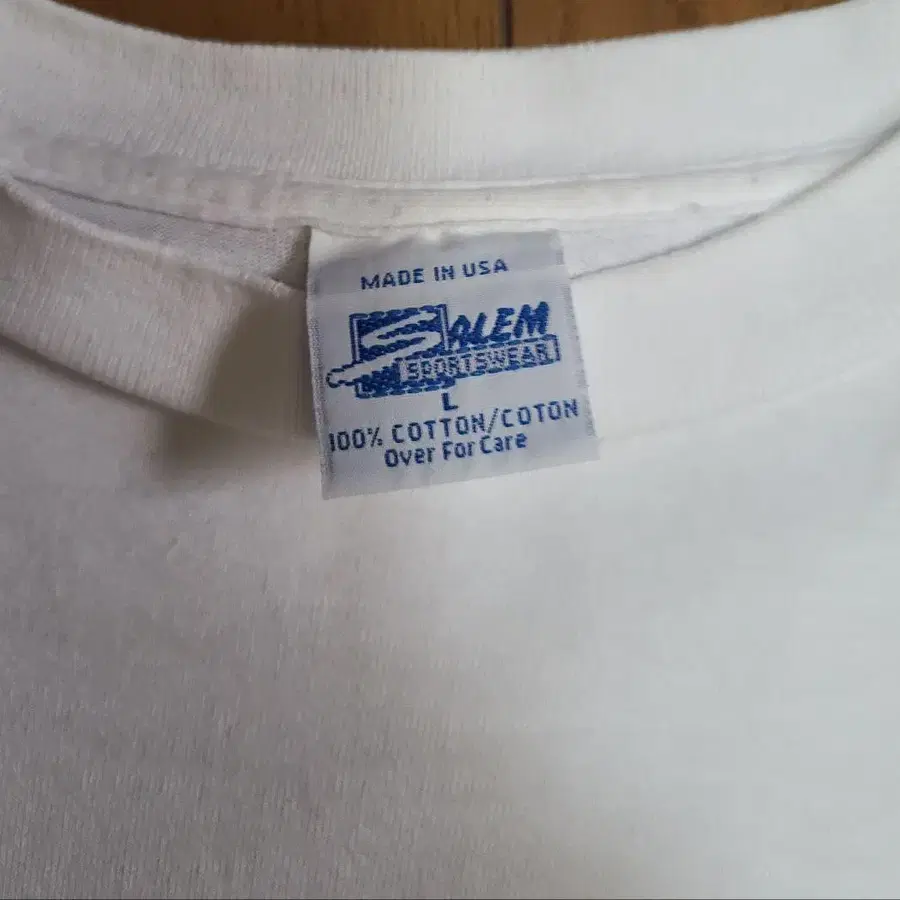 MADE IN USA
SALEM
SPORTSWEAR
L
100% COTTON/COTON
Over For Care